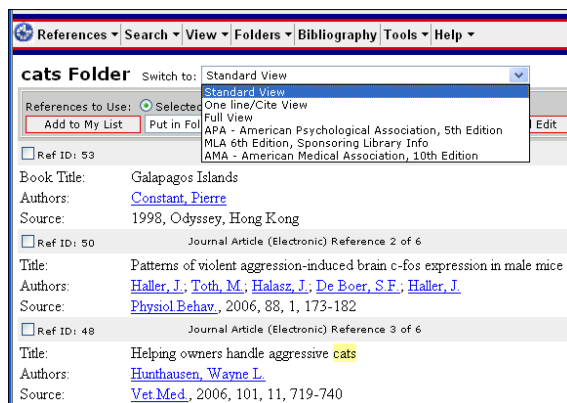 References Search View Folders Bibliography Tools Help
cats Folder Switch to: Standard View
Standard View
References to Use: Selected
One line/Cite View
Full View
Add to My List Put in Fol d Edit
APA - American Psychological Association, 5th Edition
MLA 6th Edition, Sponsoring Library Info
AMA - American Medical Association, 10th Edition
Ref ID: 53
Book Title: Galapagos Islands
Authors: Constant, Pierre
Source: 1998, Odyssey, Hong Kong
Ref ID: 50 Journal Article (Electronic) Reference 2 of 6
Title: Patterns of violent aggression-induced brain c-fos expression in male mice
Authors: Haller, J.; Toth, M.; Halasz, J.; De Boer, S.F.; Haller, J.
Source: Physiol.Behav., 2006, 88, 1, 173-182
Ref ID: 48 Journal Article (Electronic) Reference 3 of 6
Title: Helping owners handle aggressive cats
Authors: Hunthausen, Wayne L.
Source: Vet.Med., 2006, 101, 11, 719-740